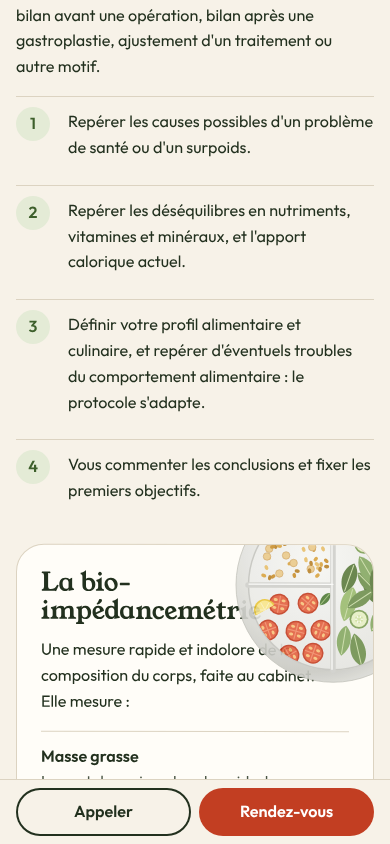 bilan avant une opération, bilan après une
gastroplastie, ajustement d'un traitement ou
autre motif.
1
Repérer les causes possibles d'un problème
de santé ou d'un surpoids.
2
Repérer les déséquilibres en nutriments,
vitamines et minéraux, et l'apport
calorique actuel.
3
Définir votre profil alimentaire et
culinaire, et repérer d'éventuels troubles
du comportement alimentaire : le
protocole s'adapte.
4
Vous commenter les conclusions et fixer les
premiers objectifs.
La bio-
impédancemétrie
Une mesure rapide et indolore de
composition du corps, faite au cabinet.
Elle mesure :
Masse grasse
Appeler
Rendez-vous